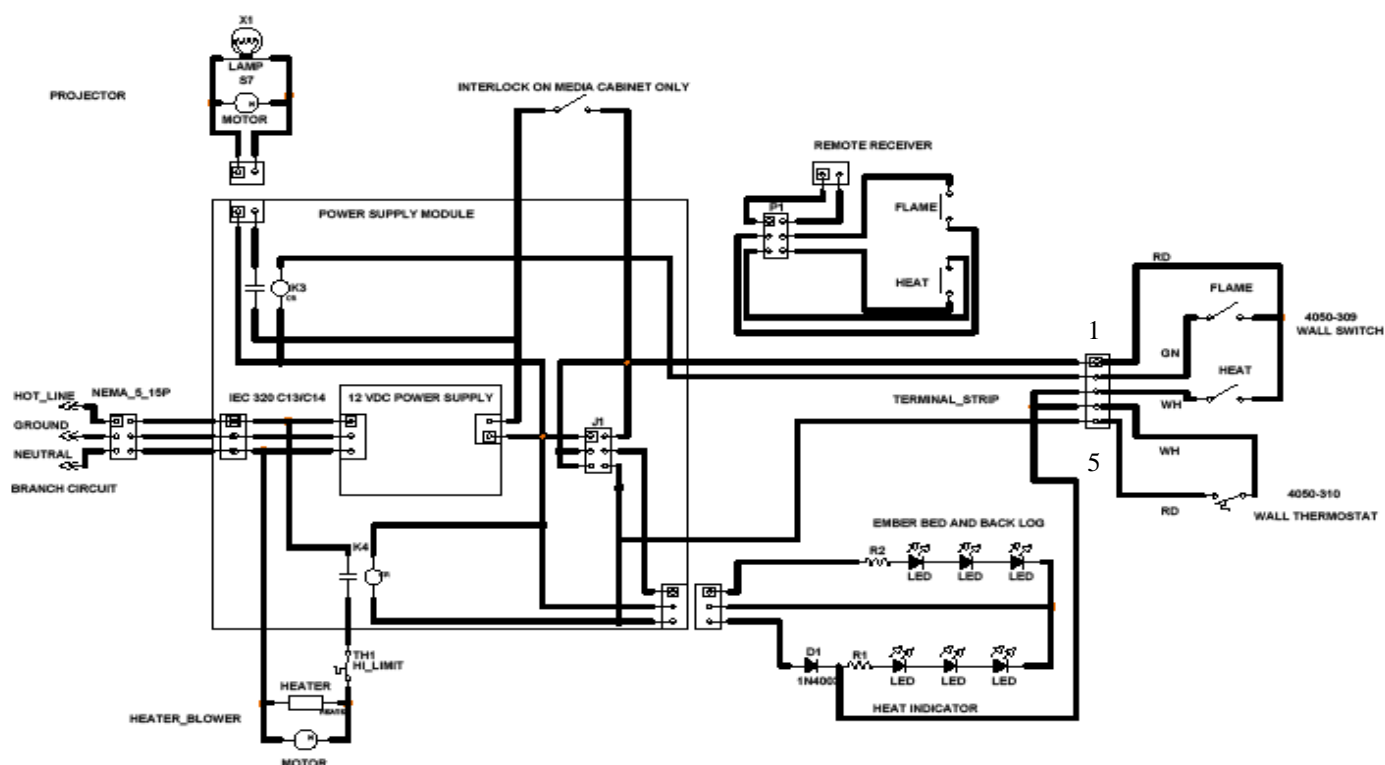 X1
LAMP
S7
PROJECTOR
MOTOR
INTERLOCK ON MEDIA CABINET ONLY
REMOTE RECEIVER
POWER SUPPLY MODULE
P1
FLAME
HEAT
K3
CR
RD
FLAME
4050-309
WALL SWITCH
1
GN
HEAT
WH
HOT_LINE
NEMA_5_15P
IEC 320 C13/C14
12 VDC POWER SUPPLY
TERMINAL_STRIP
GROUND
J1
NEUTRAL
5
WH
BRANCH CIRCUIT
4050-310
RD
WALL THERMOSTAT
EMBER BED AND BACK LOG
K4
R2
LED
LED
LED
TH1
HI_LIMIT
D1
R1
1N4002
LED
LED
LED
HEATER
HEATER_BLOWER
HEAT INDICATOR
MOTOR